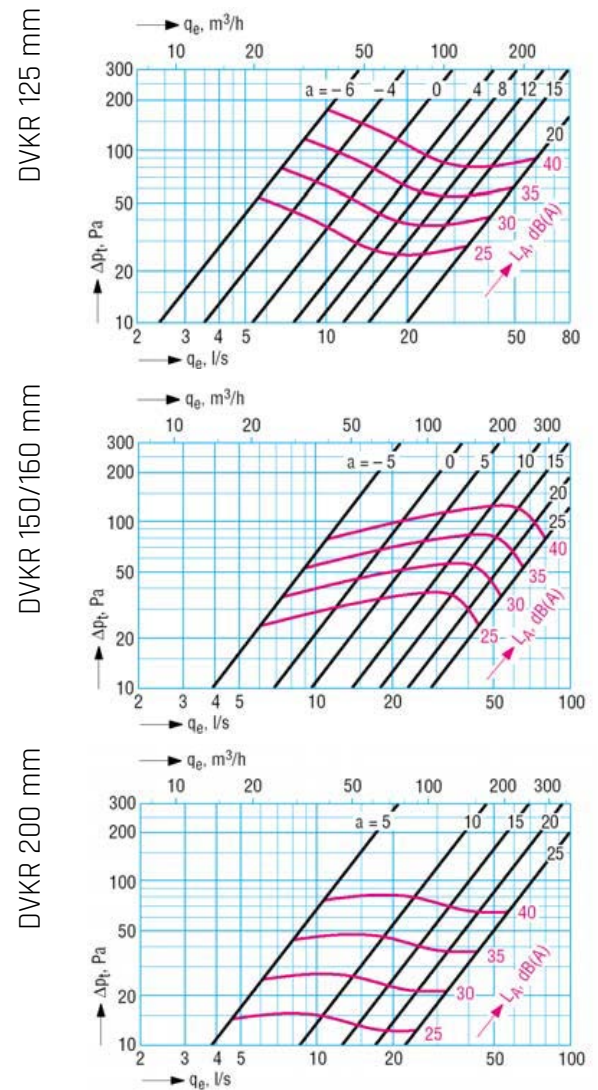 DVKR 125 mm
qₑ, m³/h
10 20 50 100 200
300
200
100
50
20
10
Δpₜ, Pa
a = – 6 – 4 0 4 8 12 15
20
40
35
30
25
L_A, dB(A)
2 3 4 5 10 20 50 80
qₑ, l/s
DVKR 150/160 mm
qₑ, m³/h
10 20 50 100 200 300
300
200
100
50
20
10
Δpₜ, Pa
a = – 5 0 5 10 15
20
25
40
35
30
25
L_A, dB(A)
2 3 4 5 10 20 50 100
qₑ, l/s
DVKR 200 mm
qₑ, m³/h
10 20 50 100 200 300
300
200
100
50
20
10
Δpₜ, Pa
a = 5 10 15 20
25
40
35
30
25
L_A, dB(A)
2 3 4 5 10 20 50 100
qₑ, l/s